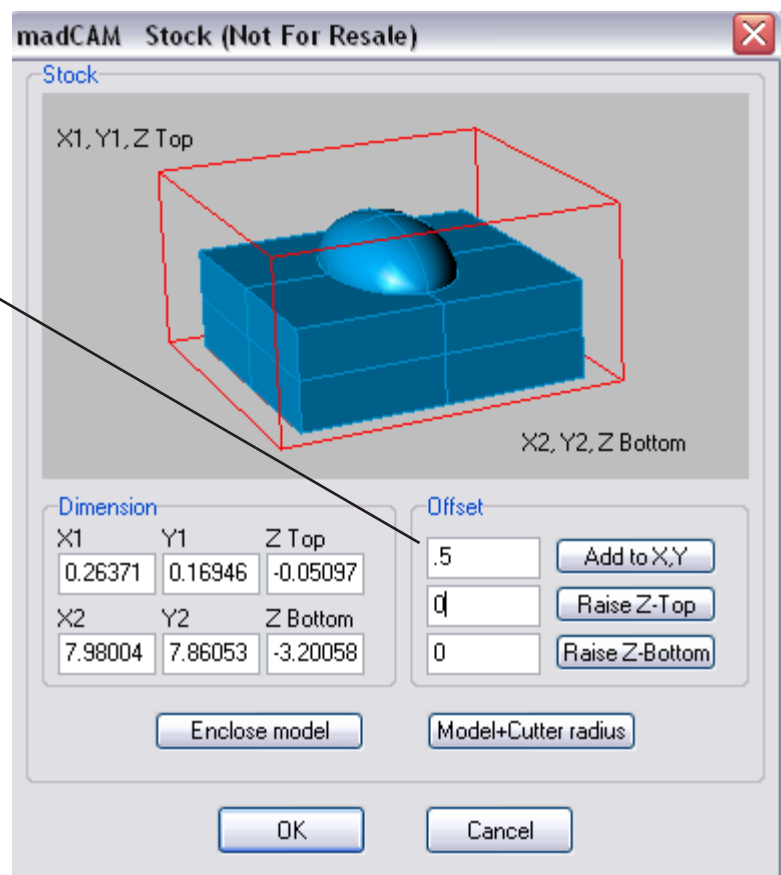 madCAM Stock (Not For Resale)
Stock
X1, Y1, Z Top
X2, Y2, Z Bottom
Dimension
X1 Y1 Z Top
0.26371 0.16946 -0.05097
X2 Y2 Z Bottom
7.98004 7.86053 -3.20058
Offset
.5 Add to X,Y
0 Raise Z-Top
0 Raise Z-Bottom
Enclose model Model+Cutter radius
OK Cancel